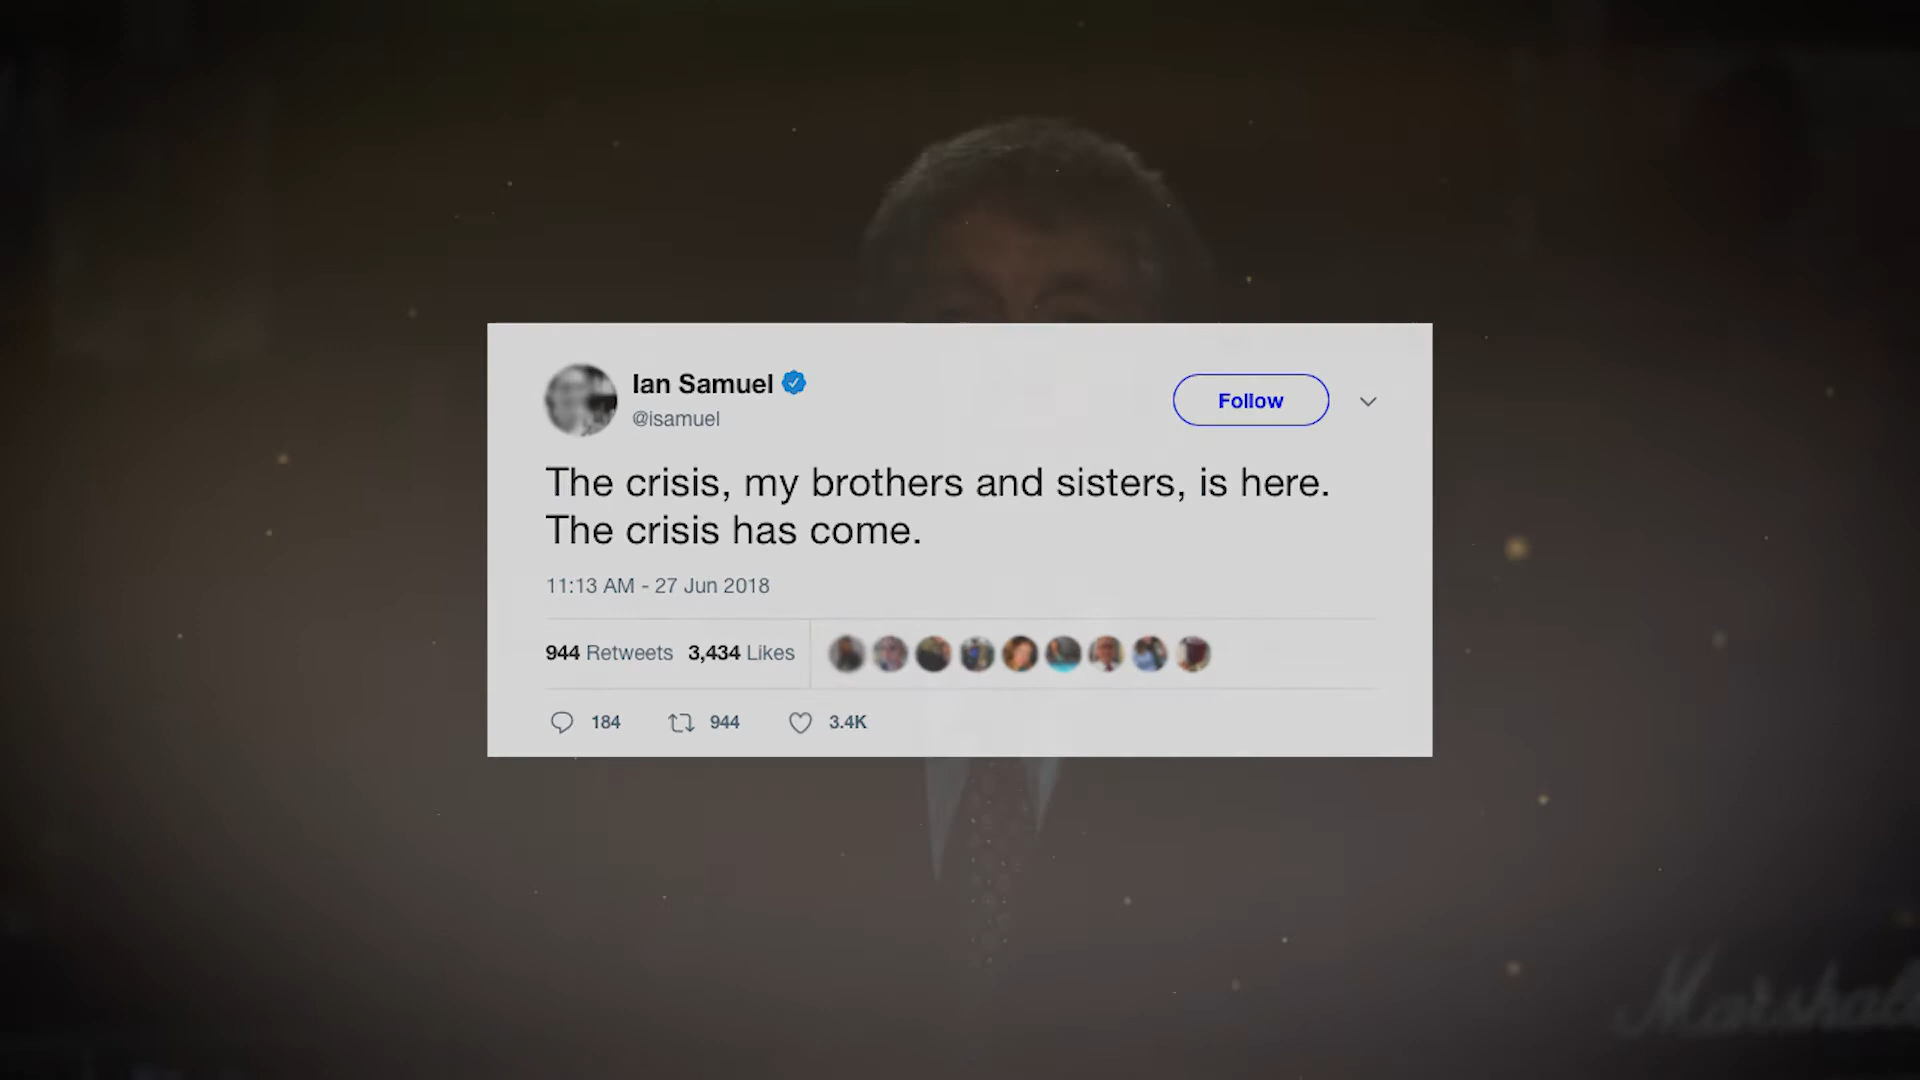 Ian Samuel
@isamuel
Follow
The crisis, my brothers and sisters, is here.
The crisis has come.
11:13 AM - 27 Jun 2018
944 Retweets 3,434 Likes
184 944 3.4K
Marshall